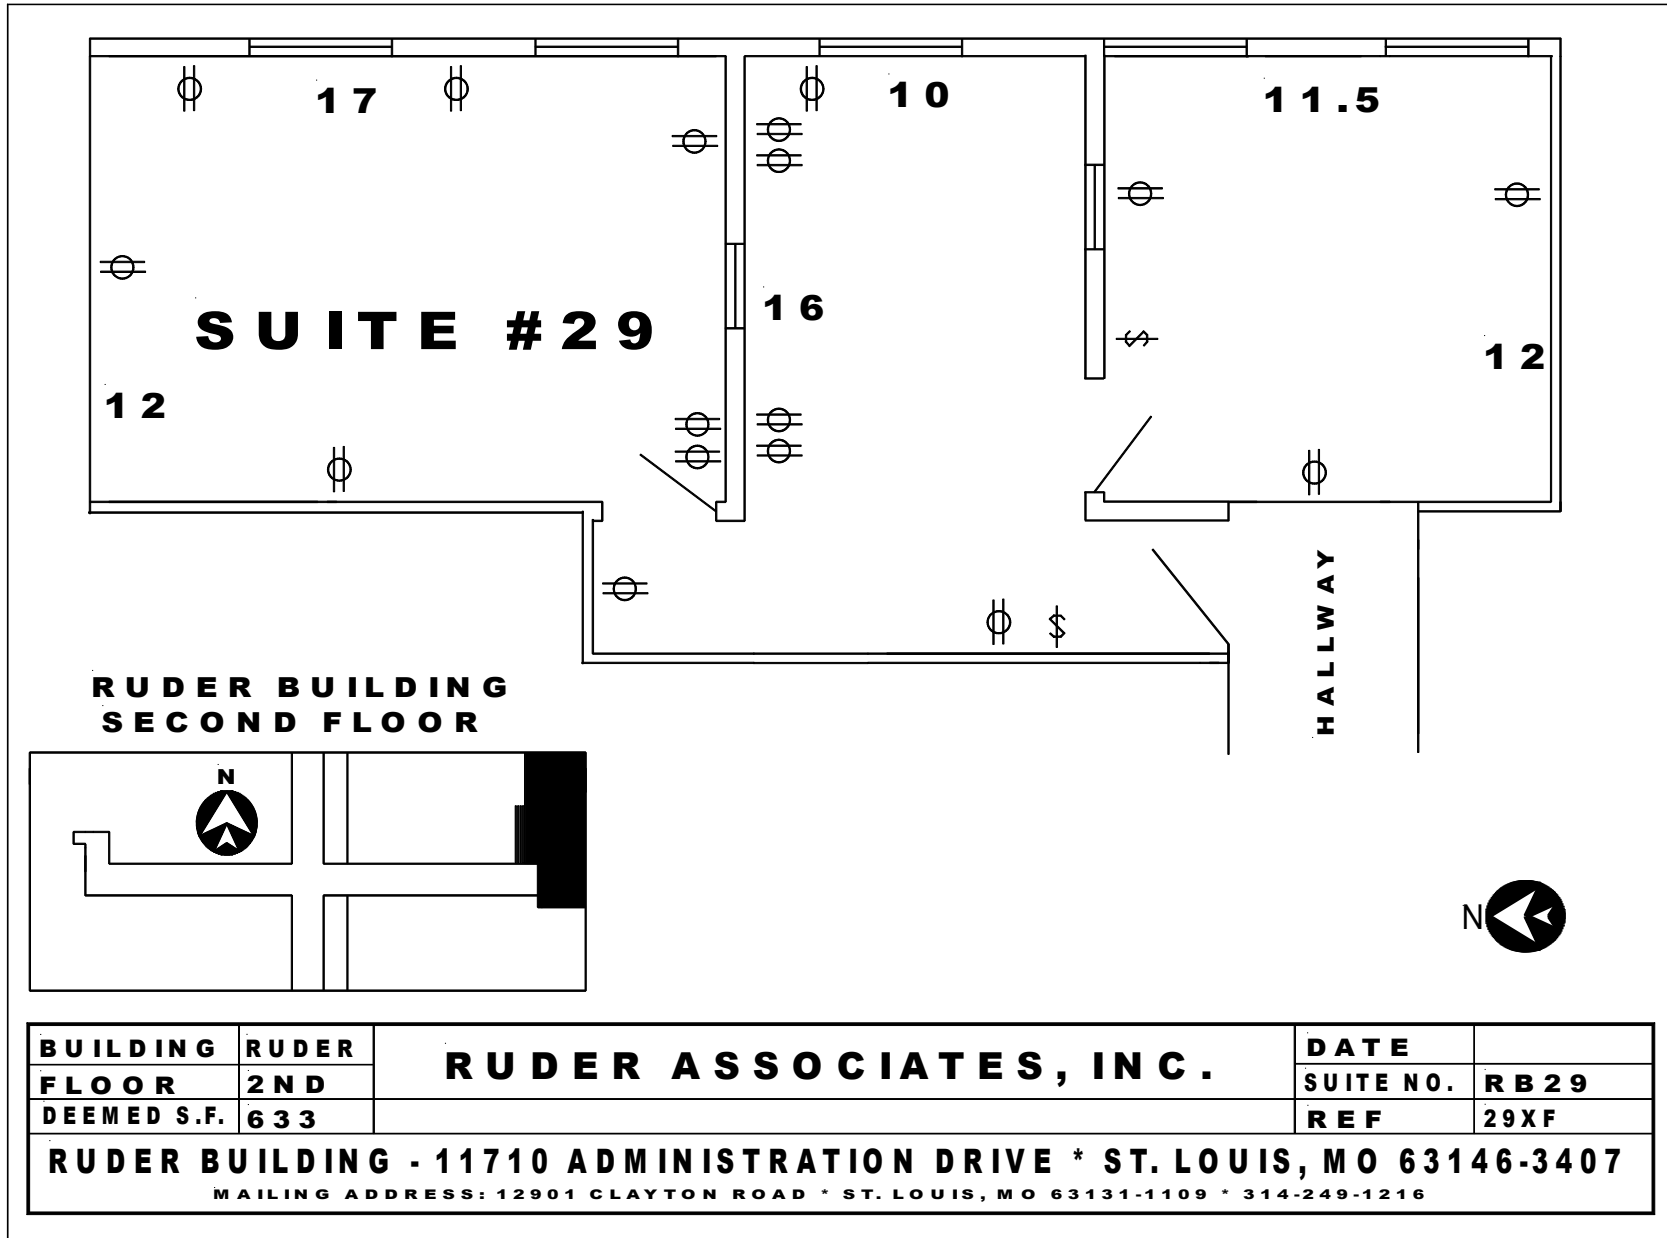 17
10
11.5
16
SUITE #29
12
12
HALLWAY
RUDER BUILDING
SECOND FLOOR
N
N
BUILDING RUDER
FLOOR 2ND
DEEMED S.F. 633
RUDER ASSOCIATES, INC.
DATE
SUITE NO. RB29
REF 29XF
RUDER BUILDING - 11710 ADMINISTRATION DRIVE * ST. LOUIS, MO 63146-3407
MAILING ADDRESS: 12901 CLAYTON ROAD * ST. LOUIS, MO 63131-1109 * 314-249-1216